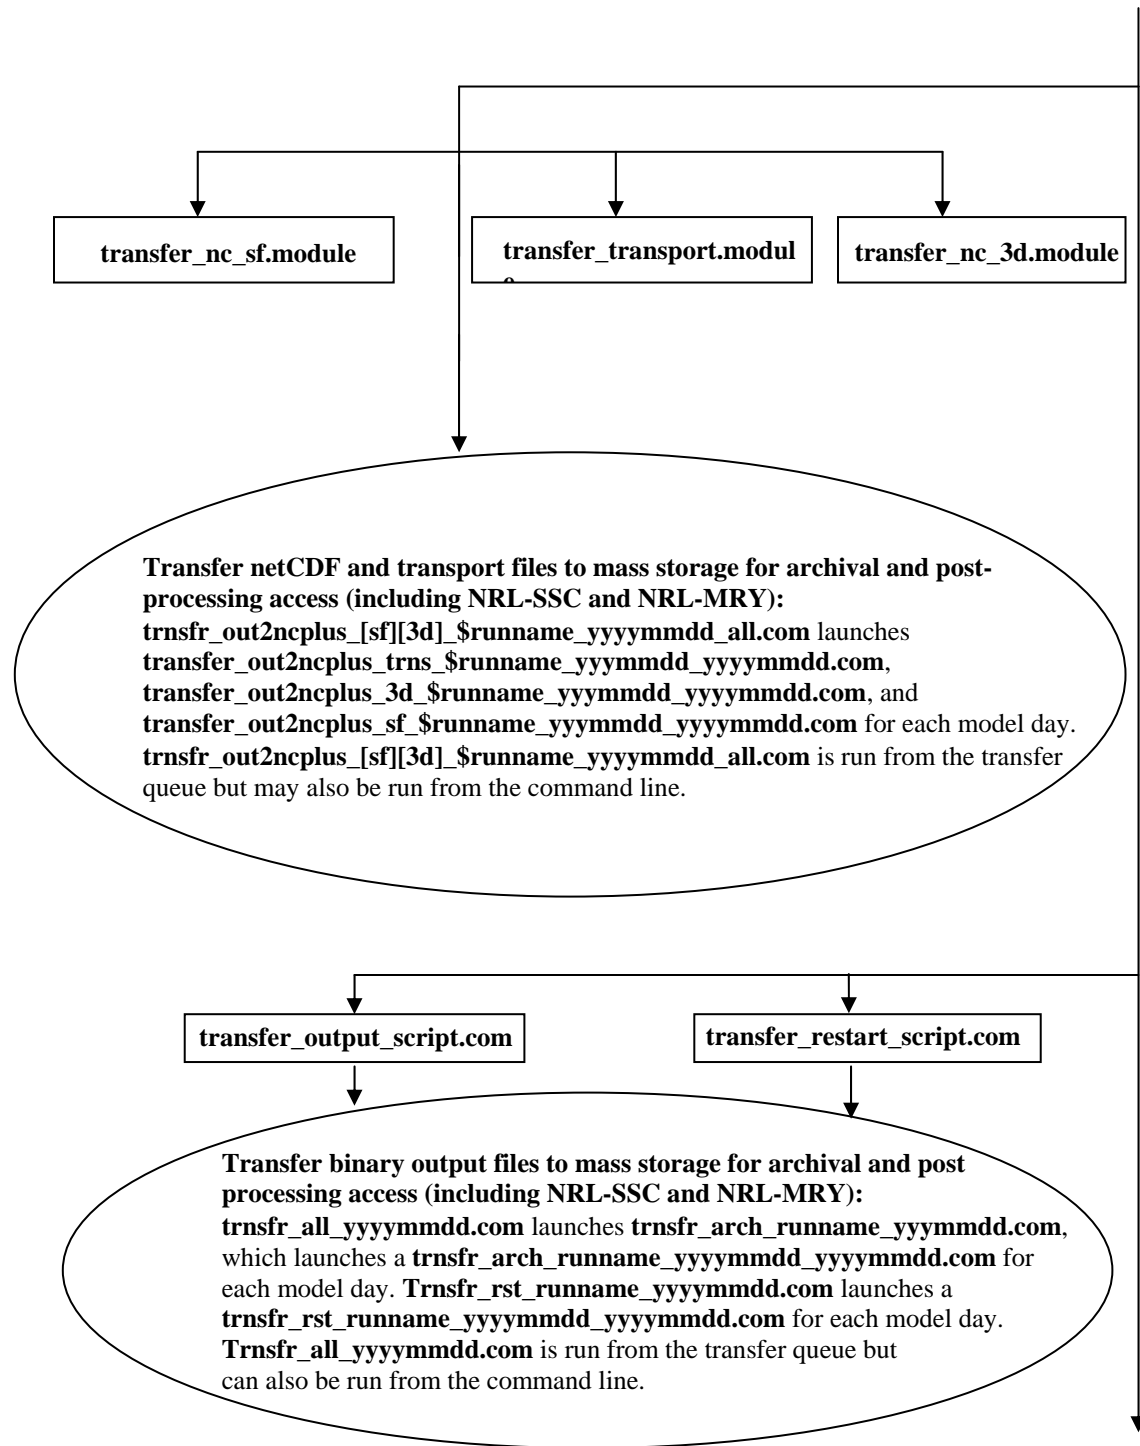 transfer_nc_sf.module
transfer_transport.modul
transfer_nc_3d.module
Transfer netCDF and transport files to mass storage for archival and post-
processing access (including NRL-SSC and NRL-MRY):
trnsfr_out2ncplus_[sf][3d]_$runname_yyyymmdd_all.com launches
transfer_out2ncplus_trns_$runname_yyymmdd_yyyymmdd.com,
transfer_out2ncplus_3d_$runname_yyymmdd_yyyymmdd.com, and
transfer_out2ncplus_sf_$runname_yyymmdd_yyyymmdd.com for each model day.
trnsfr_out2ncplus_[sf][3d]_$runname_yyyymmdd_all.com is run from the transfer
queue but may also be run from the command line.
transfer_output_script.com
transfer_restart_script.com
Transfer binary output files to mass storage for archival and post
processing access (including NRL-SSC and NRL-MRY):
trnsfr_all_yyyymmdd.com launches trnsfr_arch_runname_yyymmdd.com,
which launches a trnsfr_arch_runname_yyyymmdd_yyyymmdd.com for
each model day. Trnsfr_rst_runname_yyyymmdd.com launches a
trnsfr_rst_runname_yyyymmdd_yyyymmdd.com for each model day.
Trnsfr_all_yyyymmdd.com is run from the transfer queue but
can also be run from the command line.